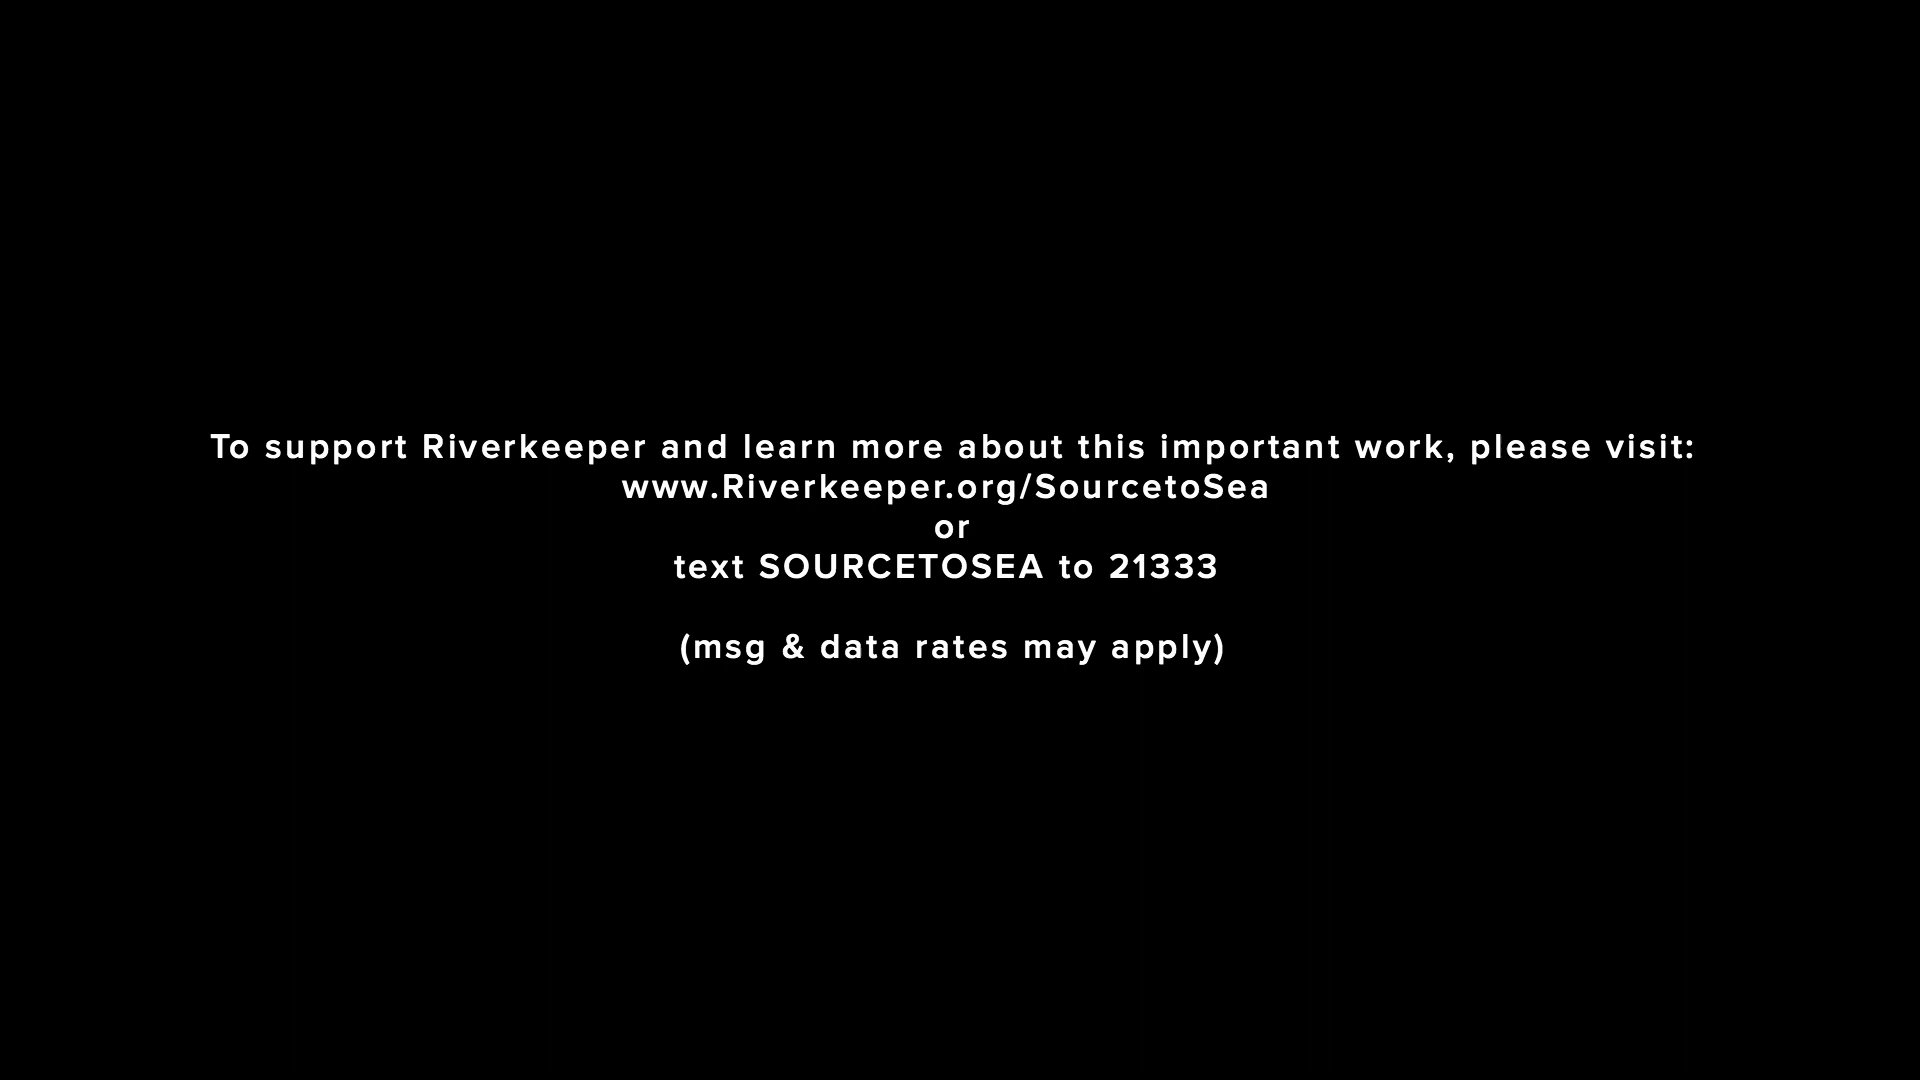 To support Riverkeeper and learn more about this important work, please visit:
www.Riverkeeper.org/SourcetoSea
or
text SOURCETOSEA to 21333
(msg & data rates may apply)